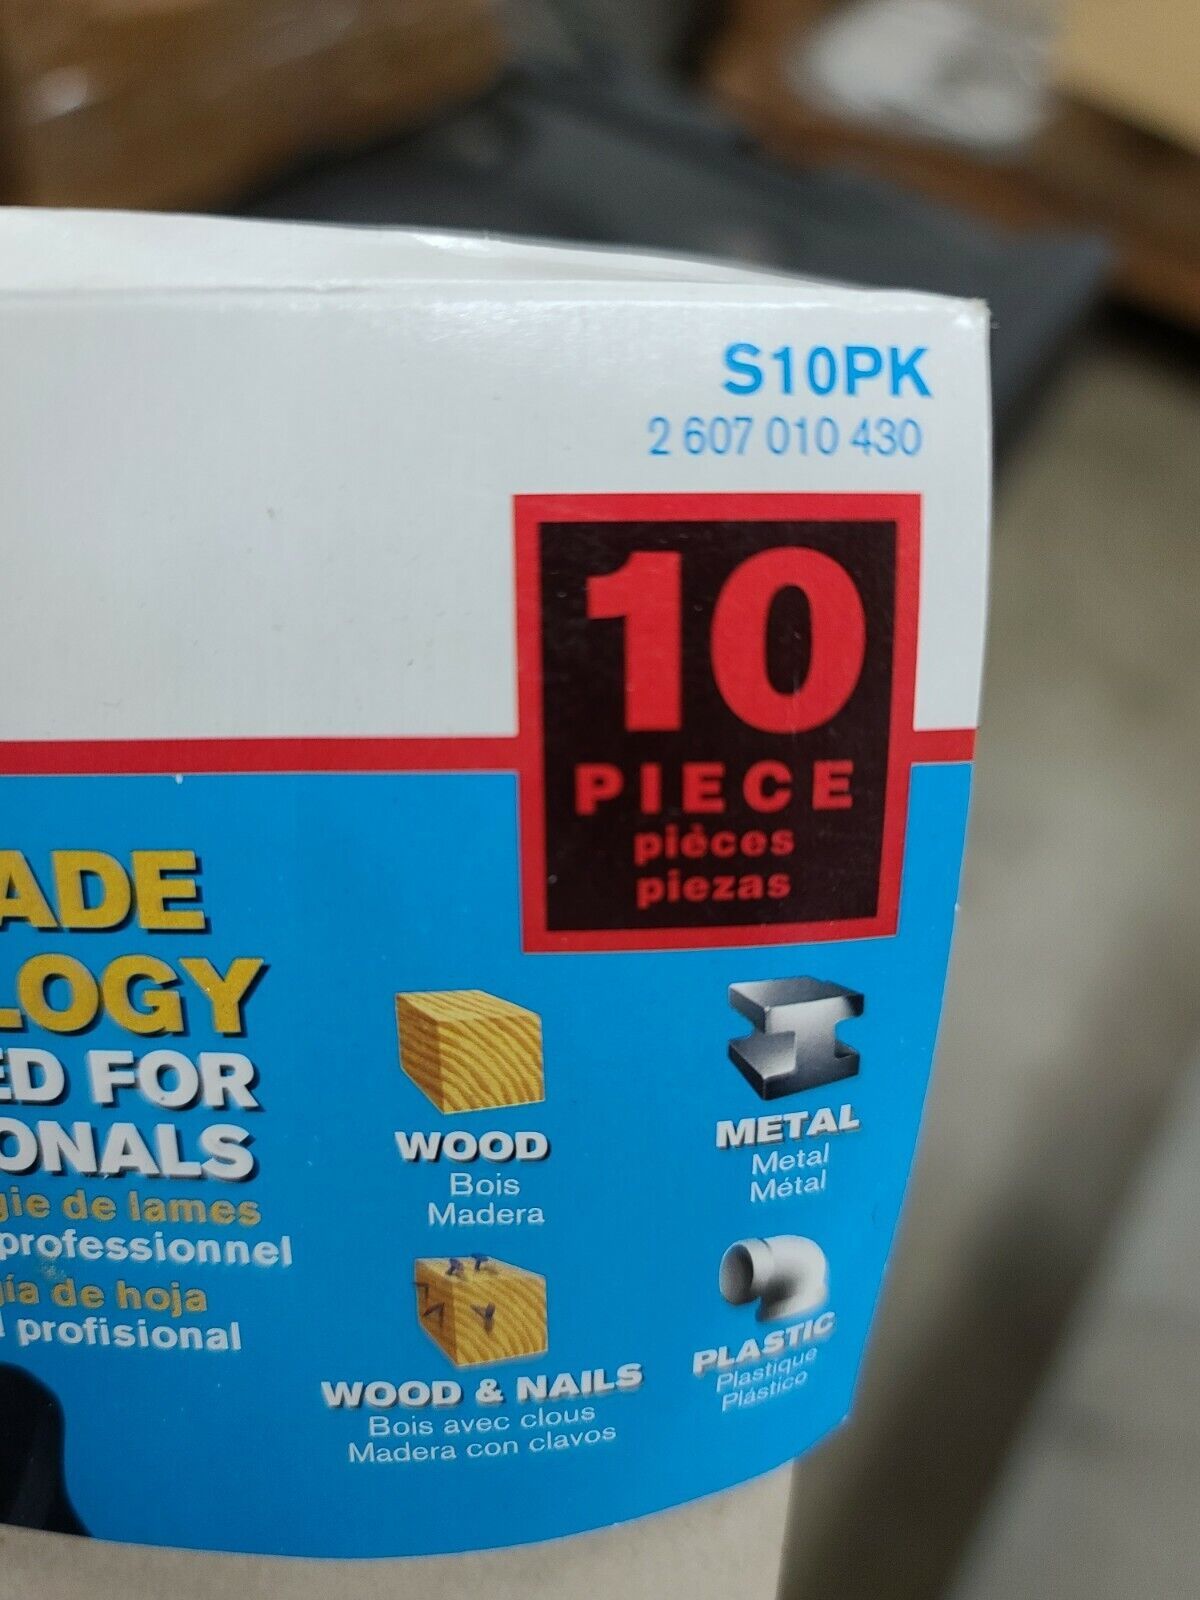 S10PK
2 607 010 430
10
PIECE
pièces
piezas
ADE
LOGY
ED FOR
ONALS
gie de lames
professionnel
ía de hoja
l profisional
WOOD
Bois
Madera
METAL
Metal
Métal
WOOD & NAILS
Bois avec clous
Madera con clavos
PLASTIC
Plastique
Plástico